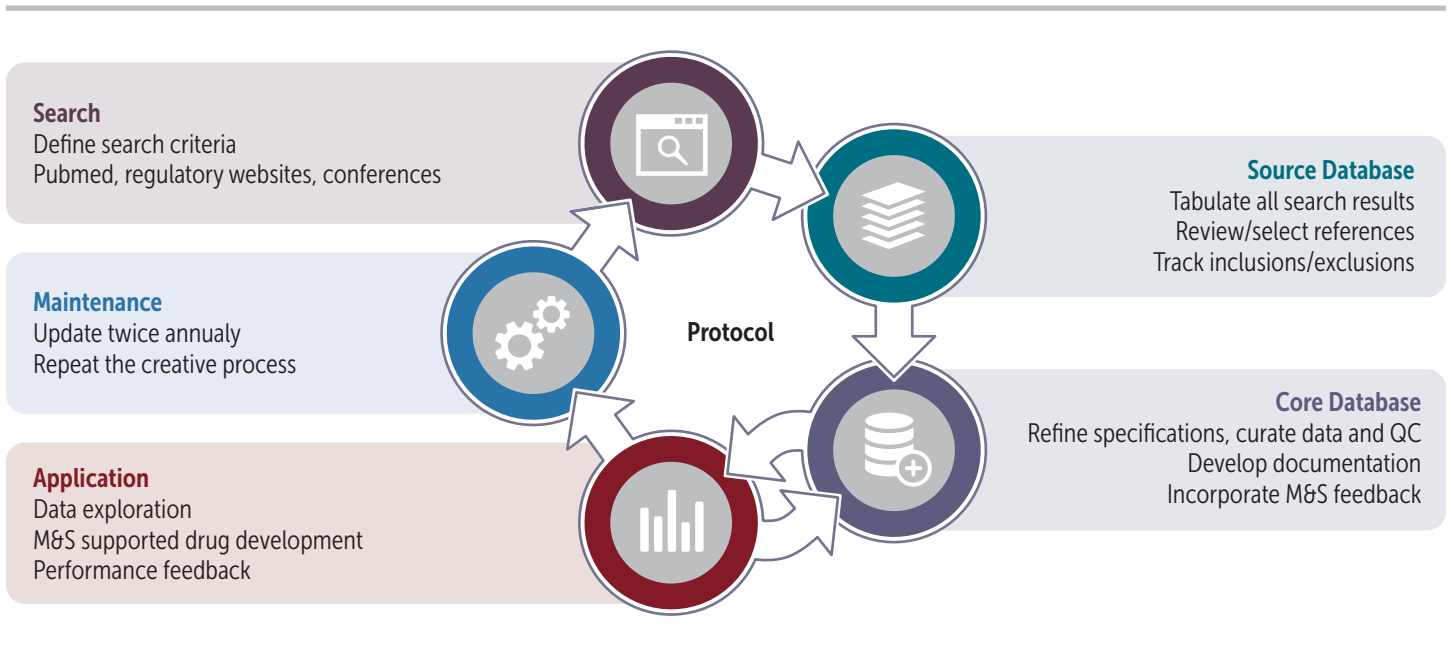 Search
Define search criteria
Pubmed, regulatory websites, conferences
Source Database
Tabulate all search results
Review/select references
Track inclusions/exclusions
Maintenance
Update twice annualy
Repeat the creative process
Protocol
Core Database
Refine specifications, curate data and QC
Develop documentation
Incorporate M&S feedback
Application
Data exploration
M&S supported drug development
Performance feedback